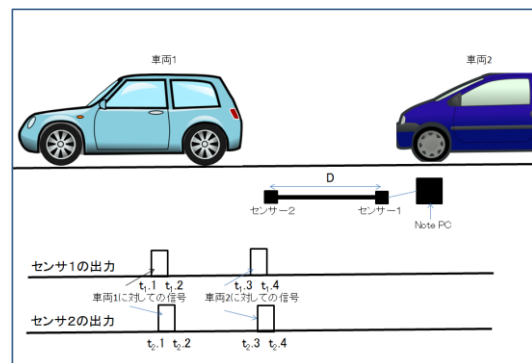 車両1
車両2
D
センサー2
センサー1
Note PC
センサ1の出力
t₁.1 t₁.2
t₁.3 t₁.4
車両1に対しての信号
車両2に対しての信号
センサ2の出力
t₂.1 t₂.2
t₂.3 t₂.4